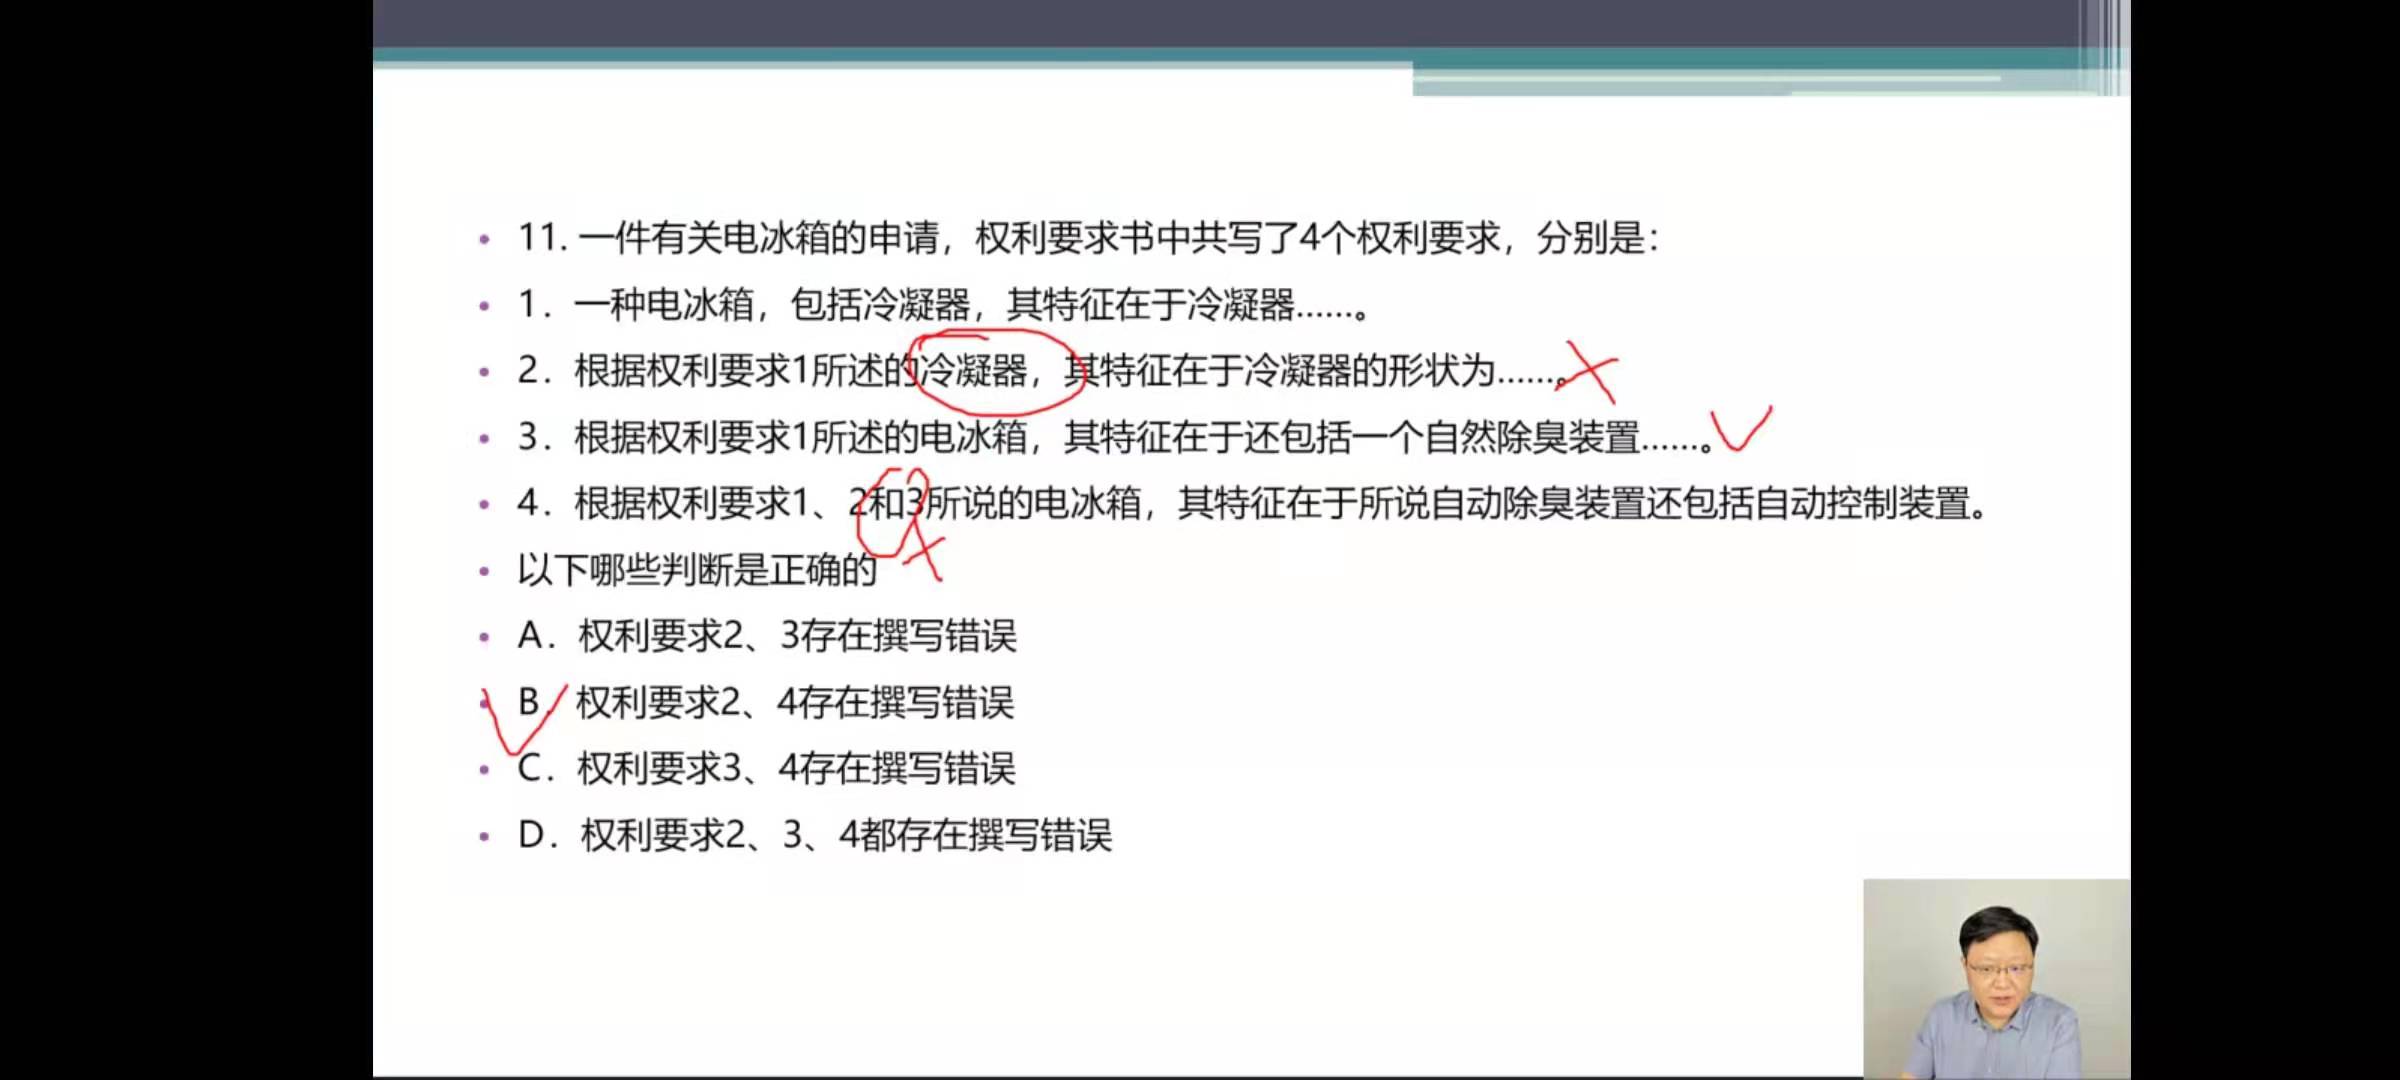 11. 一件有关电冰箱的申请，权利要求书中共写了4个权利要求，分别是：
1．一种电冰箱，包括冷凝器，其特征在于冷凝器……。
2．根据权利要求1所述的冷凝器，其特征在于冷凝器的形状为……。
3．根据权利要求1所述的电冰箱，其特征在于还包括一个自然除臭装置……。
4．根据权利要求1、2和3所说的电冰箱，其特征在于所说自动除臭装置还包括自动控制装置。
以下哪些判断是正确的
A．权利要求2、3存在撰写错误
B．权利要求2、4存在撰写错误
C．权利要求3、4存在撰写错误
D．权利要求2、3、4都存在撰写错误